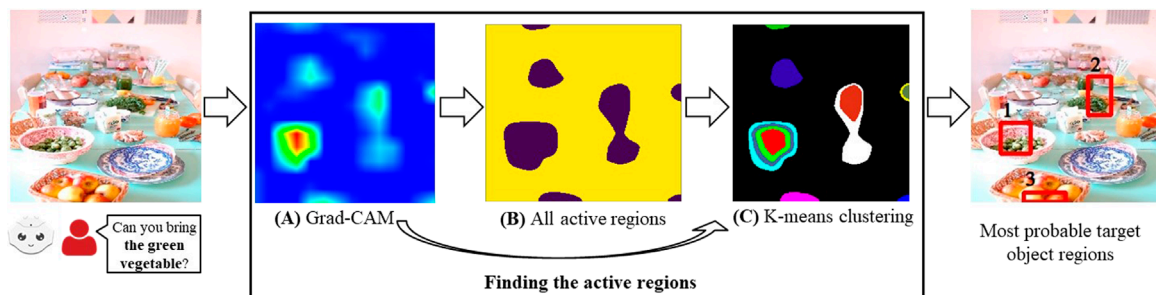 Can you bring
the green
vegetable?
(A) Grad-CAM
(B) All active regions
(C) K-means clustering
Finding the active regions
1
2
3
Most probable target
object regions